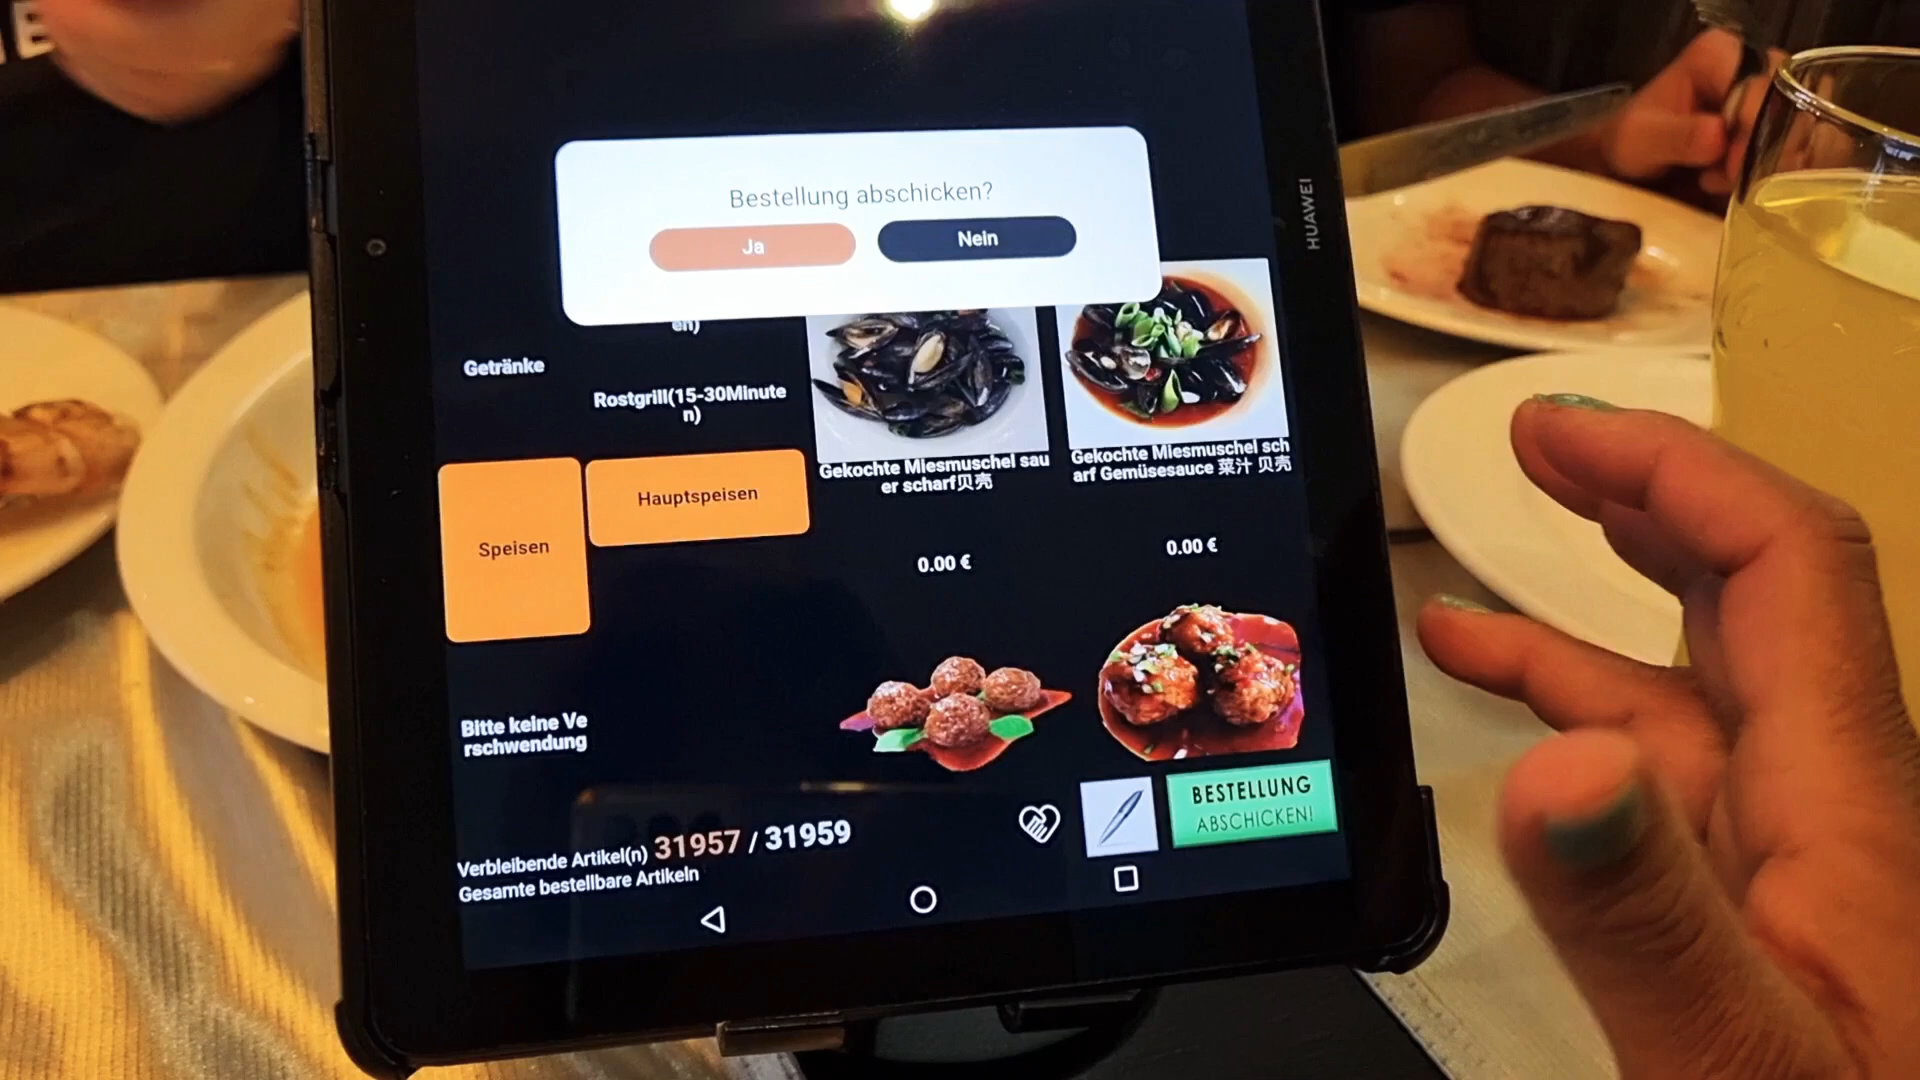 Bestellung abschicken?
Ja
Nein
HUAWEI
en)
Getränke
Rostgrill(15-30Minute
n)
Speisen
Hauptspeisen
Gekochte Miesmuschel sau
er scharf贝壳
Gekochte Miesmuschel sch
arf Gemüsesauce 菜汁 贝壳
0.00 €
0.00 €
Bitte keine Ve
rschwendung
Verbleibende Artikel(n) 31957 / 31959
Gesamte bestellbare Artikeln
BESTELLUNG
ABSCHICKEN!